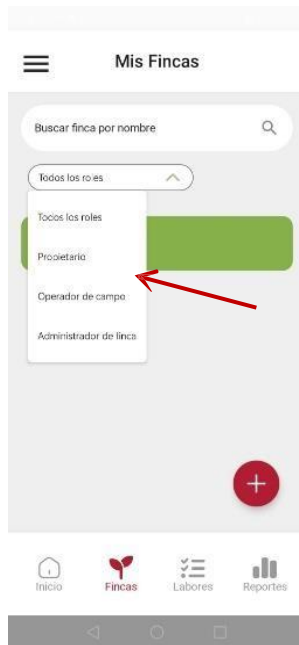 Mis Fincas
Buscar finca por nombre
Todos los roles
Todos los roles
Propietario
Operador de campo
Administrador de finca
Inicio
Fincas
Labores
Reportes